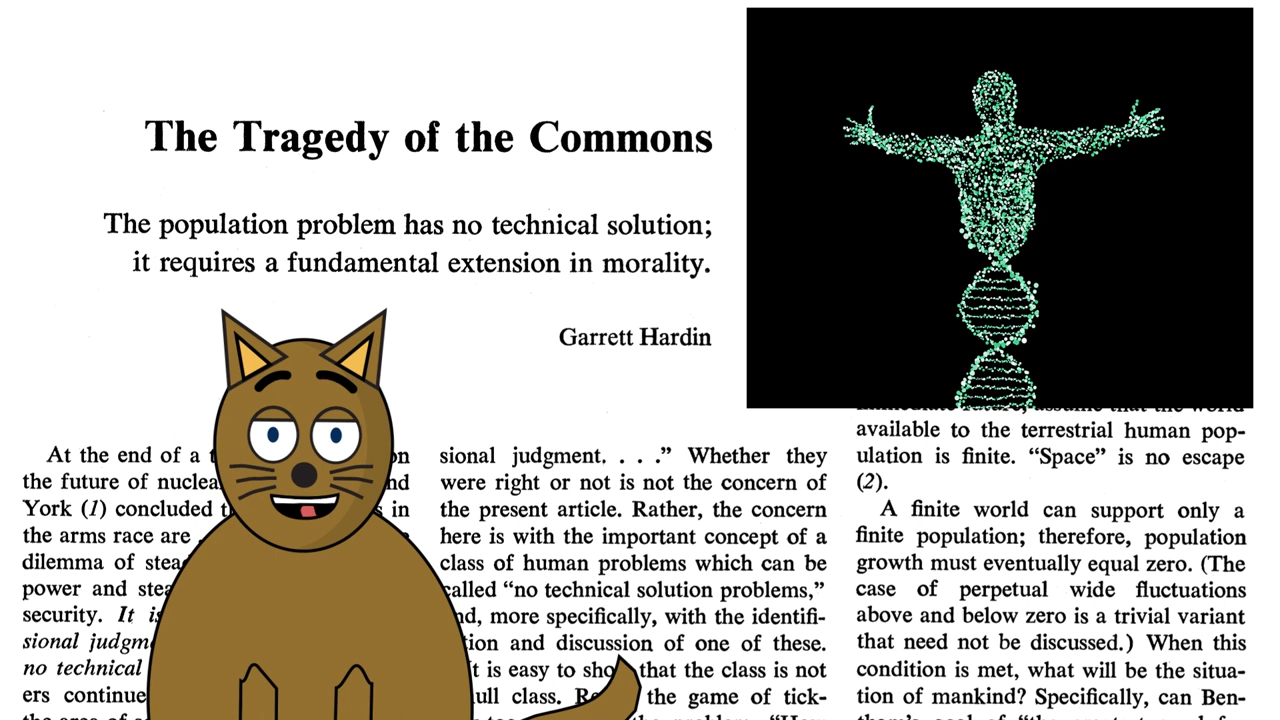 The Tragedy of the Commons
The population problem has no technical solution;
it requires a fundamental extension in morality.
Garrett Hardin
At the end of a
the future of
York (1) concluded
the arms race are
dilemma of
power and
security. It
no technical
ers continue
in
sional judgment. . . .” Whether they
were right or not is not the concern of
the present article. Rather, the concern
here is with the important concept of a
class of human problems which can be
called “no technical solution problems,”
and, more specifically, with the identifi-
and discussion of one of these.
It is easy to that the class is not
class. the game of tick-
the problem, “How
that the world
available to the terrestrial human pop-
ulation is finite. “Space” is no escape
(2).
A finite world can support only a
finite population; therefore, population
growth must eventually equal zero. (The
case of perpetual wide fluctuations
above and below zero is a trivial variant
that need not be discussed.) When this
condition is met, what will be the situa-
tion of mankind? Specifically, can Ben-